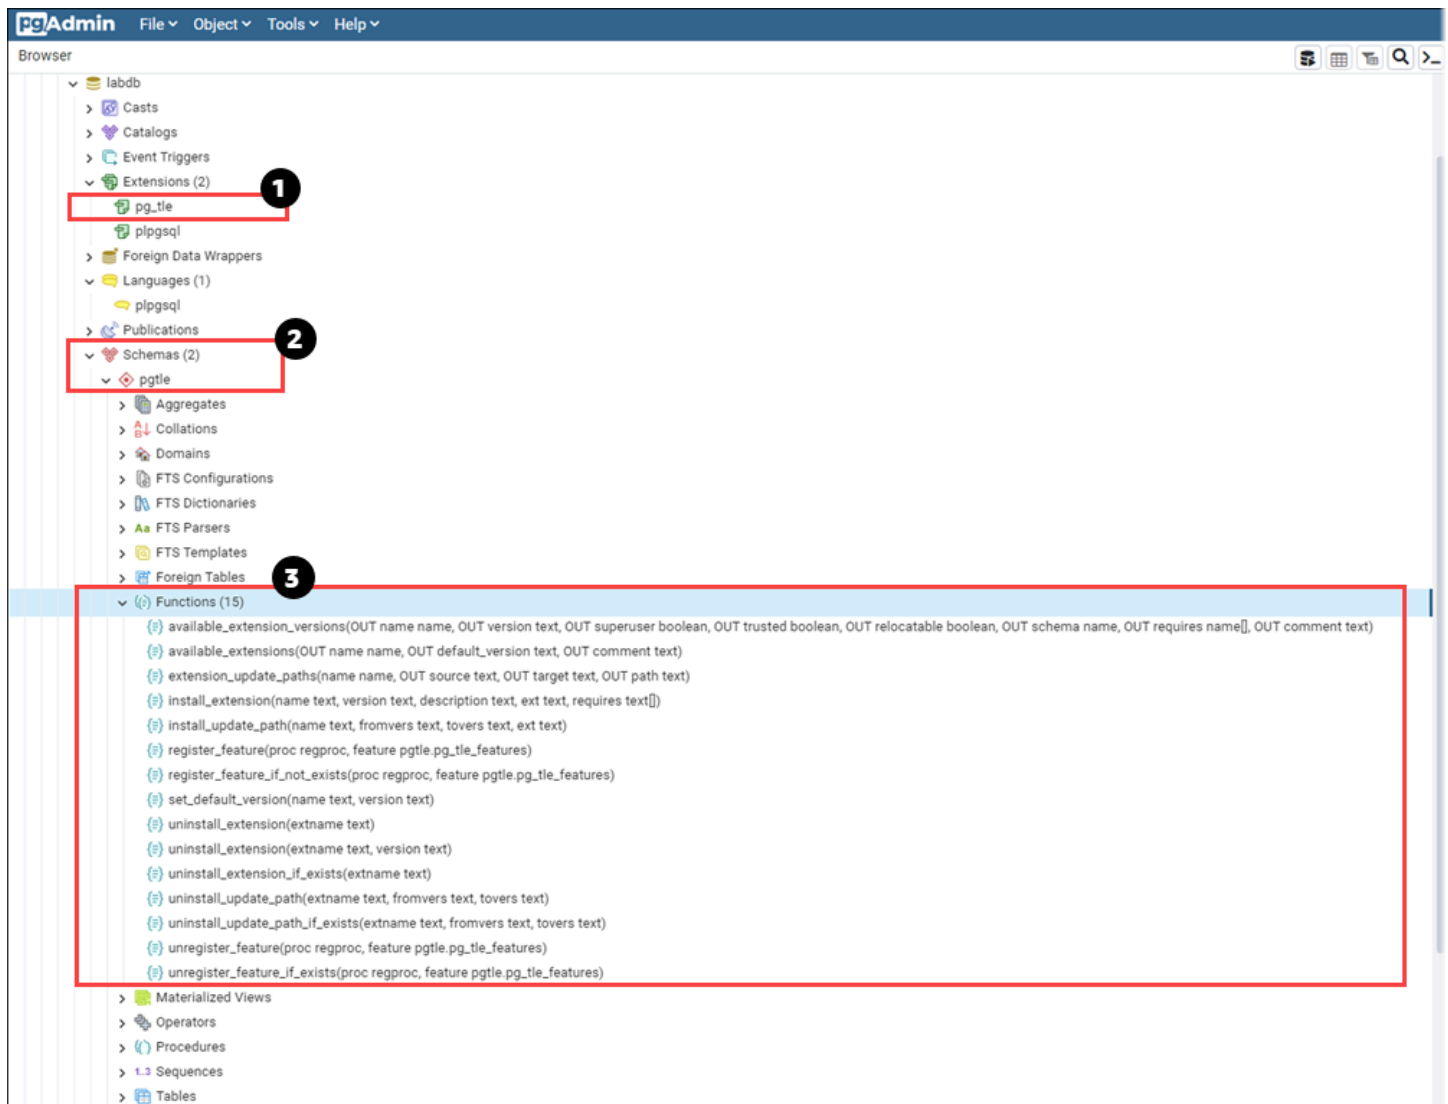 pgAdmin File Object Tools Help
Browser
labdb
Casts
Catalogs
Event Triggers
Extensions (2)
1
pg_tle
plpgsql
Foreign Data Wrappers
Languages (1)
plpgsql
Publications
2
Schemas (2)
pgtle
Aggregates
Collations
Domains
FTS Configurations
FTS Dictionaries
Aa FTS Parsers
FTS Templates
Foreign Tables
3
Functions (15)
available_extension_versions(OUT name name, OUT version text, OUT superuser boolean, OUT trusted boolean, OUT relocatable boolean, OUT schema name, OUT requires name[], OUT comment text)
available_extensions(OUT name name, OUT default_version text, OUT comment text)
extension_update_paths(name name, OUT source text, OUT target text, OUT path text)
install_extension(name text, version text, description text, ext text, requires text[])
install_update_path(name text, fromvers text, tovers text, ext text)
register_feature(proc regproc, feature pgtle.pg_tle_features)
register_feature_if_not_exists(proc regproc, feature pgtle.pg_tle_features)
set_default_version(name text, version text)
uninstall_extension(extname text)
uninstall_extension(extname text, version text)
uninstall_extension_if_exists(extname text)
uninstall_update_path(extname text, fromvers text, tovers text)
uninstall_update_path_if_exists(extname text, fromvers text, tovers text)
unregister_feature(proc regproc, feature pgtle.pg_tle_features)
unregister_feature_if_exists(proc regproc, feature pgtle.pg_tle_features)
Materialized Views
Operators
Procedures
1..3 Sequences
Tables